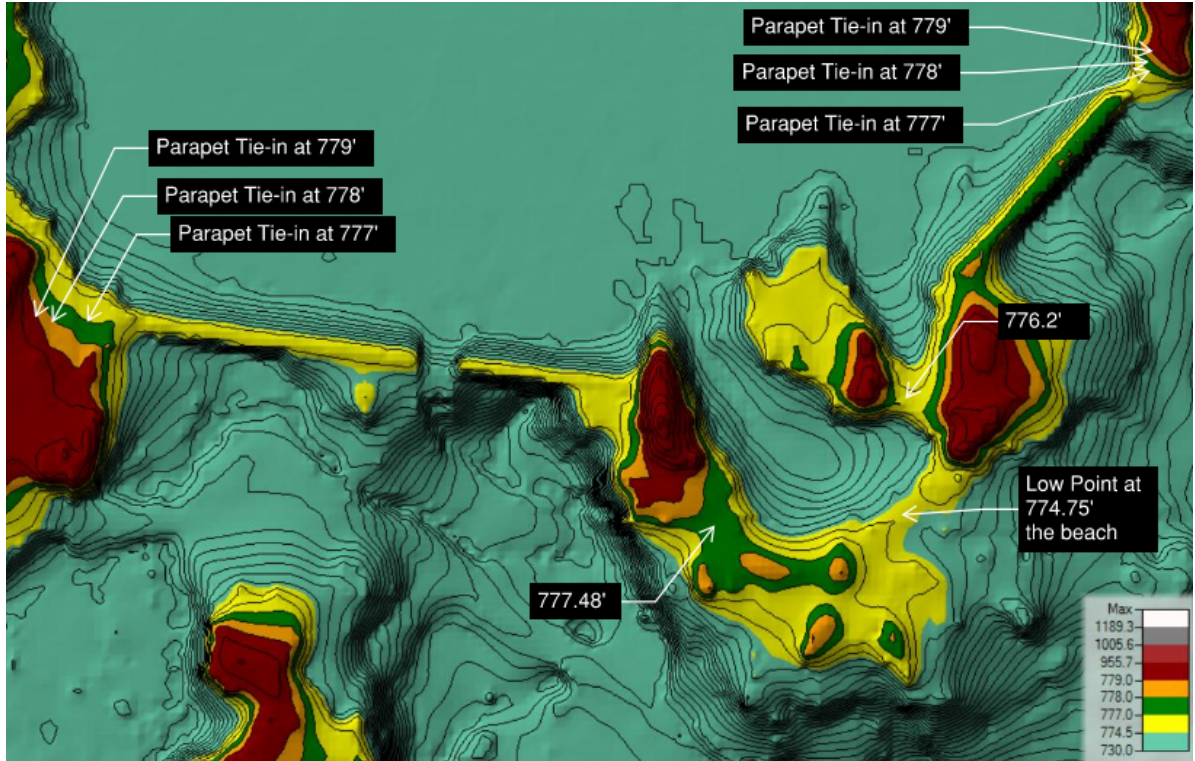 Parapet Tie-in at 779'
Parapet Tie-in at 778'
Parapet Tie-in at 777'
Parapet Tie-in at 779'
Parapet Tie-in at 778'
Parapet Tie-in at 777'
776.2'
Low Point at
774.75'
the beach
777.48'
Max
1189.3
1005.6
955.7
779.0
778.0
777.0
774.5
730.0